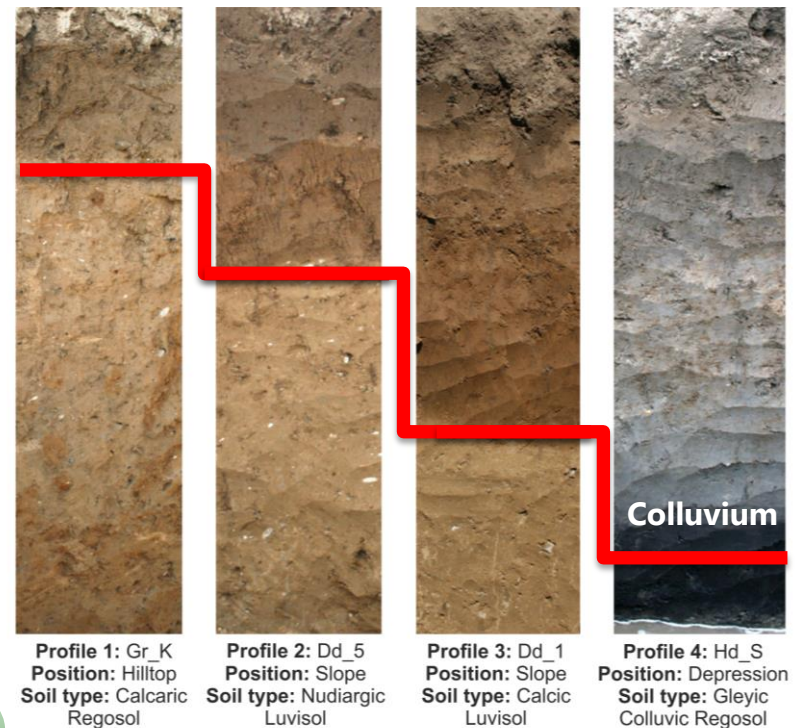 Colluvium
Profile 1: Gr_K
Position: Hilltop
Soil type: Calcaric
Regosol
Profile 2: Dd_5
Position: Slope
Soil type: Nudiargic
Luvisol
Profile 3: Dd_1
Position: Slope
Soil type: Calcic
Luvisol
Profile 4: Hd_S
Position: Depression
Soil type: Gleyic
Colluvic Regosol